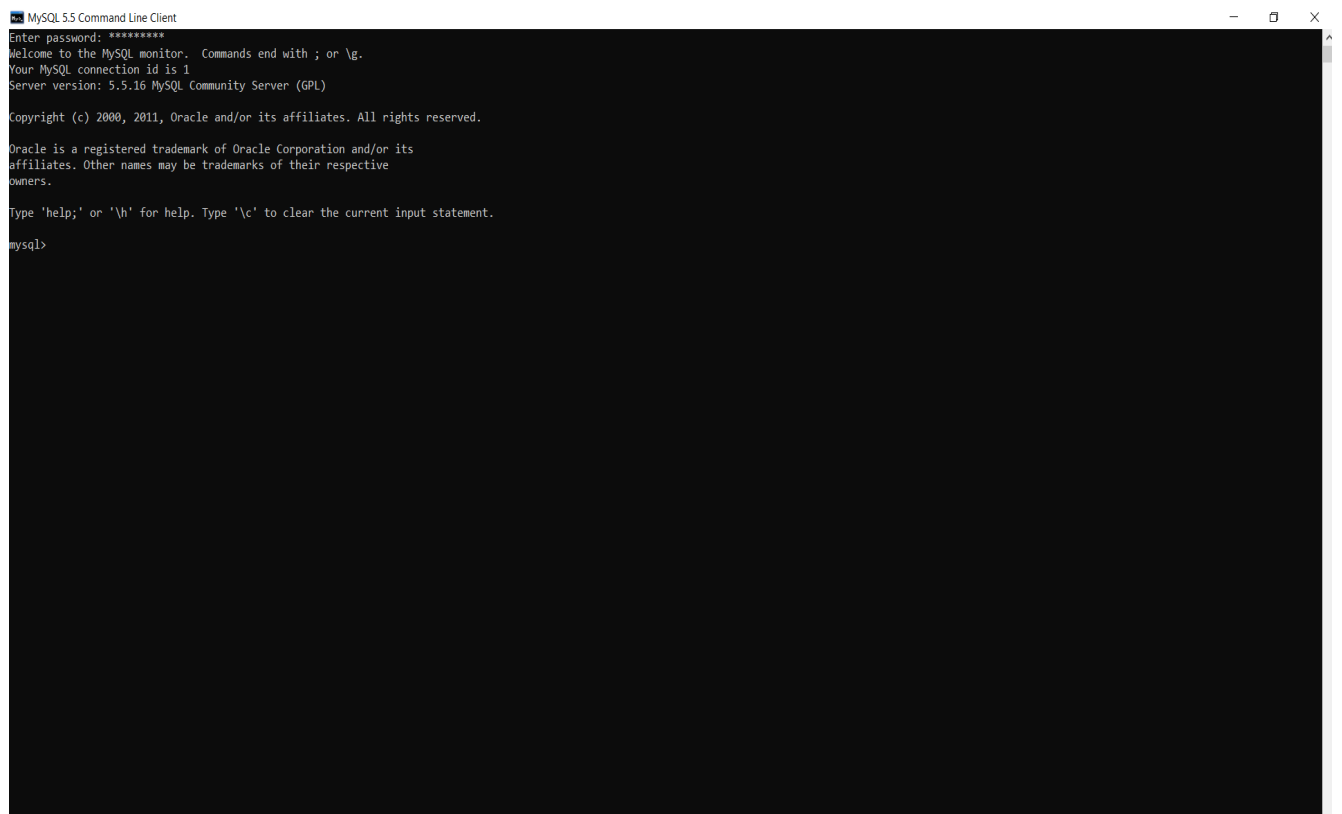 MySQL 5.5 Command Line Client
Enter password: *********
Welcome to the MySQL monitor.  Commands end with ; or \g.
Your MySQL connection id is 1
Server version: 5.5.16 MySQL Community Server (GPL)
Copyright (c) 2000, 2011, Oracle and/or its affiliates. All rights reserved.
Oracle is a registered trademark of Oracle Corporation and/or its
affiliates. Other names may be trademarks of their respective
owners.
Type 'help;' or '\h' for help. Type '\c' to clear the current input statement.
mysql>